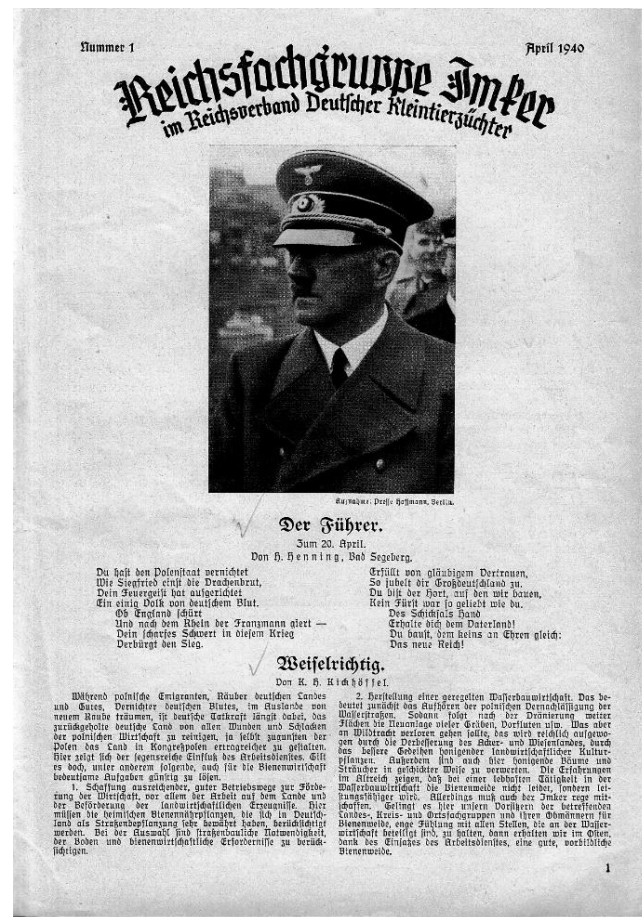 Nummer 1
April 1940
Reichsfachgruppe Imker
im Reichsverband Deutscher Kleintierzüchter
Aufnahme: Presse Hoffmann, Berlin.
Der Führer.
Zum 20. April.
Von H. Henning, Bad Segeberg.
Du hast den Polenstaat vernichtet
Wie Siegfried einst die Drachenbrut,
Dein Feuergeist hat aufgerichtet
Ein einig Volk von deutschem Blut.
Ob England schürt
Und nach dem Rhein der Franzmann giert —
Dein scharfes Schwert in diesem Krieg
Verbürgt den Sieg.
Erfüllt von gläubigem Vertrauen,
So jubelt dir Großdeutschland zu.
Du bist der Hort, auf den wir bauen,
Kein Fürst war so geliebt wie du.
Des Schicksals Hand
Erhalte dich dem Vaterland!
Du baust, dem keins an Ehren gleich:
Das neue Reich!
Weiselrichtig.
Von K. H. Kickhöffel.
Während polnische Emigranten, Räuber deutschen Landes
und Gutes, Vernichter deutschen Blutes, im Auslande von
neuem Raube träumen, ist deutsche Tatkraft längst dabei, das
zurückgeholte deutsche Land von allen Wunden und Schlacken
der polnischen Wirtschaft zu reinigen, ja selbst zugunsten der
Polen das Land in Kongreßpolen ertragreicher zu gestalten.
Hier zeigt sich der segensreiche Einfluß des Arbeitsdienstes. Gilt
es doch, unter anderem folgende, auch für die Bienenwirtschaft
bedeutsame Aufgaben günstig zu lösen.
1. Schaffung ausreichender, guter Betriebswege zur Förde-
rung der Wirtschaft, vor allem der Arbeit auf dem Lande und
der Beförderung der landwirtschaftlichen Erzeugnisse. Hier
müssen die heimischen Bienennährpflanzen, die sich in Deutsch-
land als Straßenbepflanzung sehr bewährt haben, berücksichtigt
werden. Bei der Auswahl sind straßenbauliche Notwendigkeit,
der Boden und bienenwirtschaftliche Erfordernisse zu berück-
sichtigen.
2. Herstellung einer geregelten Wasserbauwirtschaft. Das be-
deutet zunächst das Aufhören der polnischen Vernachlässigung der
Wasserstraßen. Sodann folgt nach der Dränierung weiter
Flächen die Neuanlage vieler Gräben, Vorfluten usw. Was aber
an Wildtracht verloren gehen sollte, das wird reichlich aufgewo-
gen durch die Verbesserung des Acker- und Wiesenlandes, durch
das bessere Gedeihen honigender landwirtschaftlicher Kultur-
pflanzen. Außerdem sind auch hier honigende Bäume und
Sträucher in geschickter Weise zu verwerten. Die Erfahrungen
im Altreich zeigen, daß bei einer lebhaften Tätigkeit in der
Wasserbauwirtschaft die Bienenweide nicht leidet, sondern lei-
stungsfähiger wird. Allerdings muß auch der Imker rege mit-
schaffen. Gelingt es hier unsern Vorsitzern der betreffenden
Landes-, Kreis- und Ortsfachgruppen und ihren Obmännern für
Bienenweide, enge Fühlung mit allen Stellen, die an der Wasser-
wirtschaft beteiligt sind, zu halten, dann erhalten wir im Osten,
dank des Einsatzes des Arbeitsdienstes, eine gute, vorbildliche
Bienenweide.
1